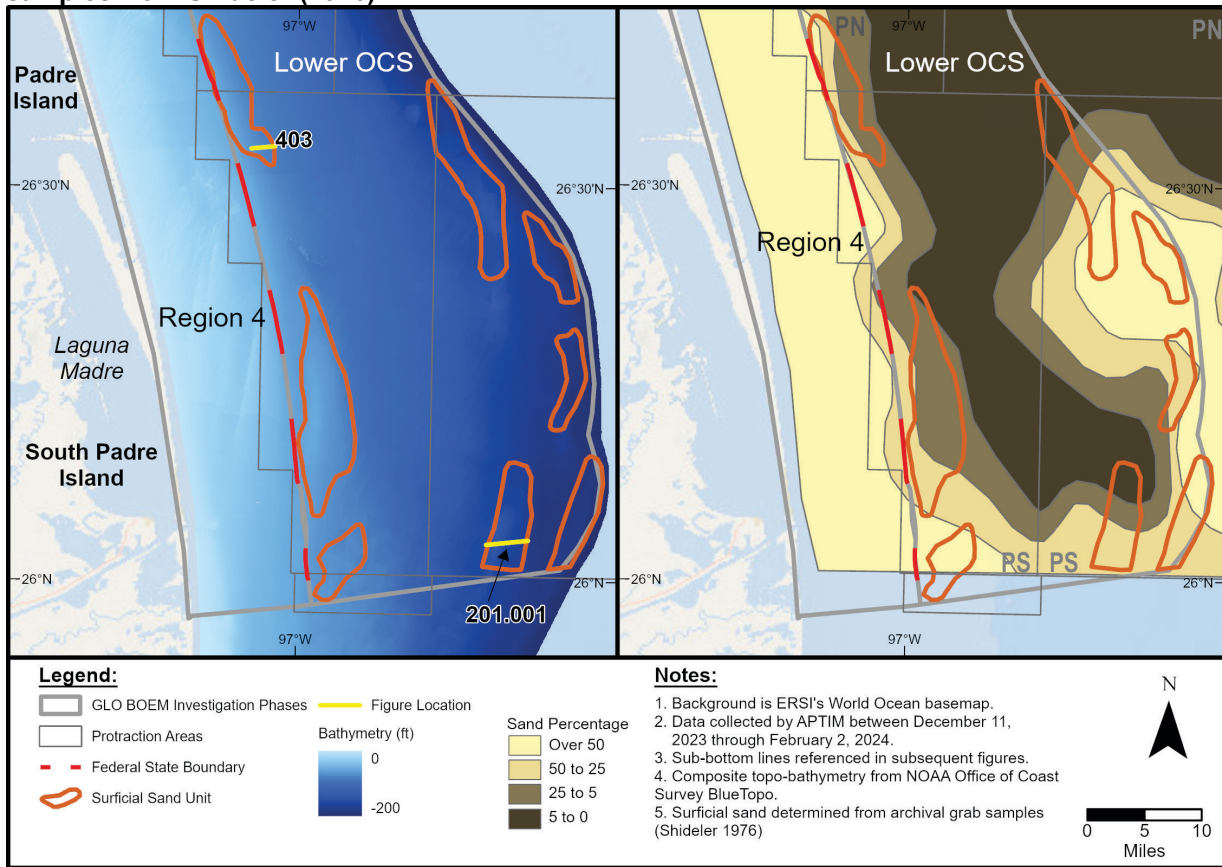 97°W
Lower OCS
Padre
Island
403
26°30'N
26°30'N
Region 4
Laguna
Madre
South Padre
Island
26°N
201.001
97°W
PN
97°W
PN
Lower OCS
26°30'N
26°30'N
Region 4
PS
PS
26°N
26°N
97°W
Legend:
GLO BOEM Investigation Phases
Protraction Areas
Federal State Boundary
Surficial Sand Unit
Figure Location
Bathymetry (ft)
0
-200
Sand Percentage
Over 50
50 to 25
25 to 5
5 to 0
Notes:
1. Background is ERSI's World Ocean basemap.
2. Data collected by APTIM between December 11,
2023 through February 2, 2024.
3. Sub-bottom lines referenced in subsequent figures.
4. Composite topo-bathymetry from NOAA Office of Coast
Survey BlueTopo.
5. Surficial sand determined from archival grab samples
(Shideler 1976)
N
0
5
10
Miles